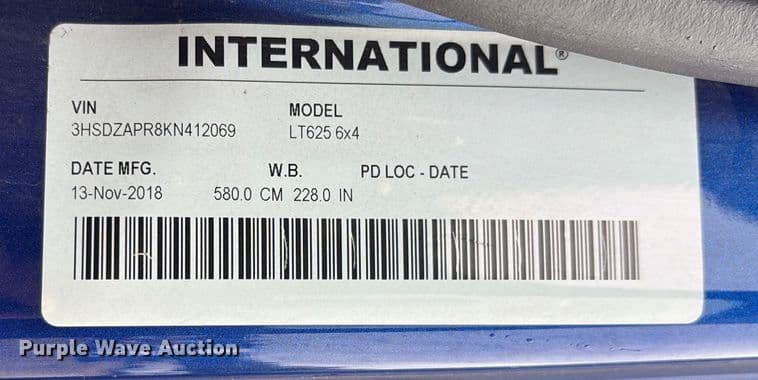 INTERNATIONAL®
VIN MODEL
3HSDZAPR8KN412069 LT625 6x4
DATE MFG. W.B. PD LOC - DATE
13-Nov-2018 580.0 CM 228.0 IN
Purple Wave Auction